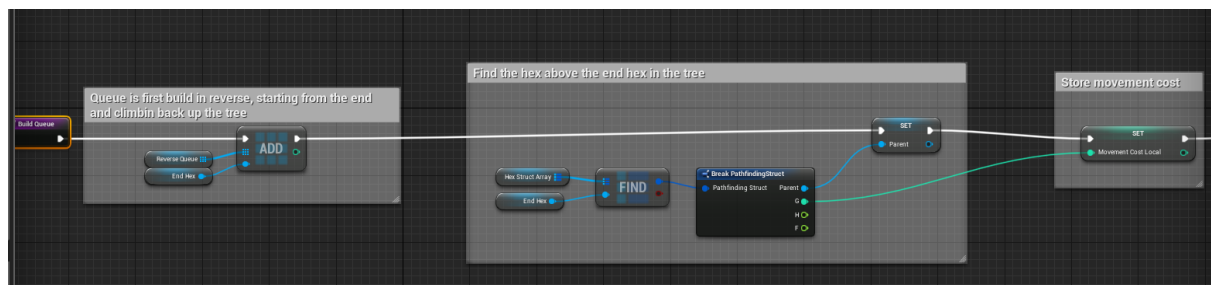 Build Queue
Queue is first build in reverse, starting from the end
and climbin back up the tree
ADD
Reverse Queue
End Hex
Find the hex above the end hex in the tree
SET
Parent
Hex Struct Array
End Hex
FIND
Break PathfindingStruct
Pathfinding Struct Parent
G
H
F
Store movement cost
SET
Movement Cost Local